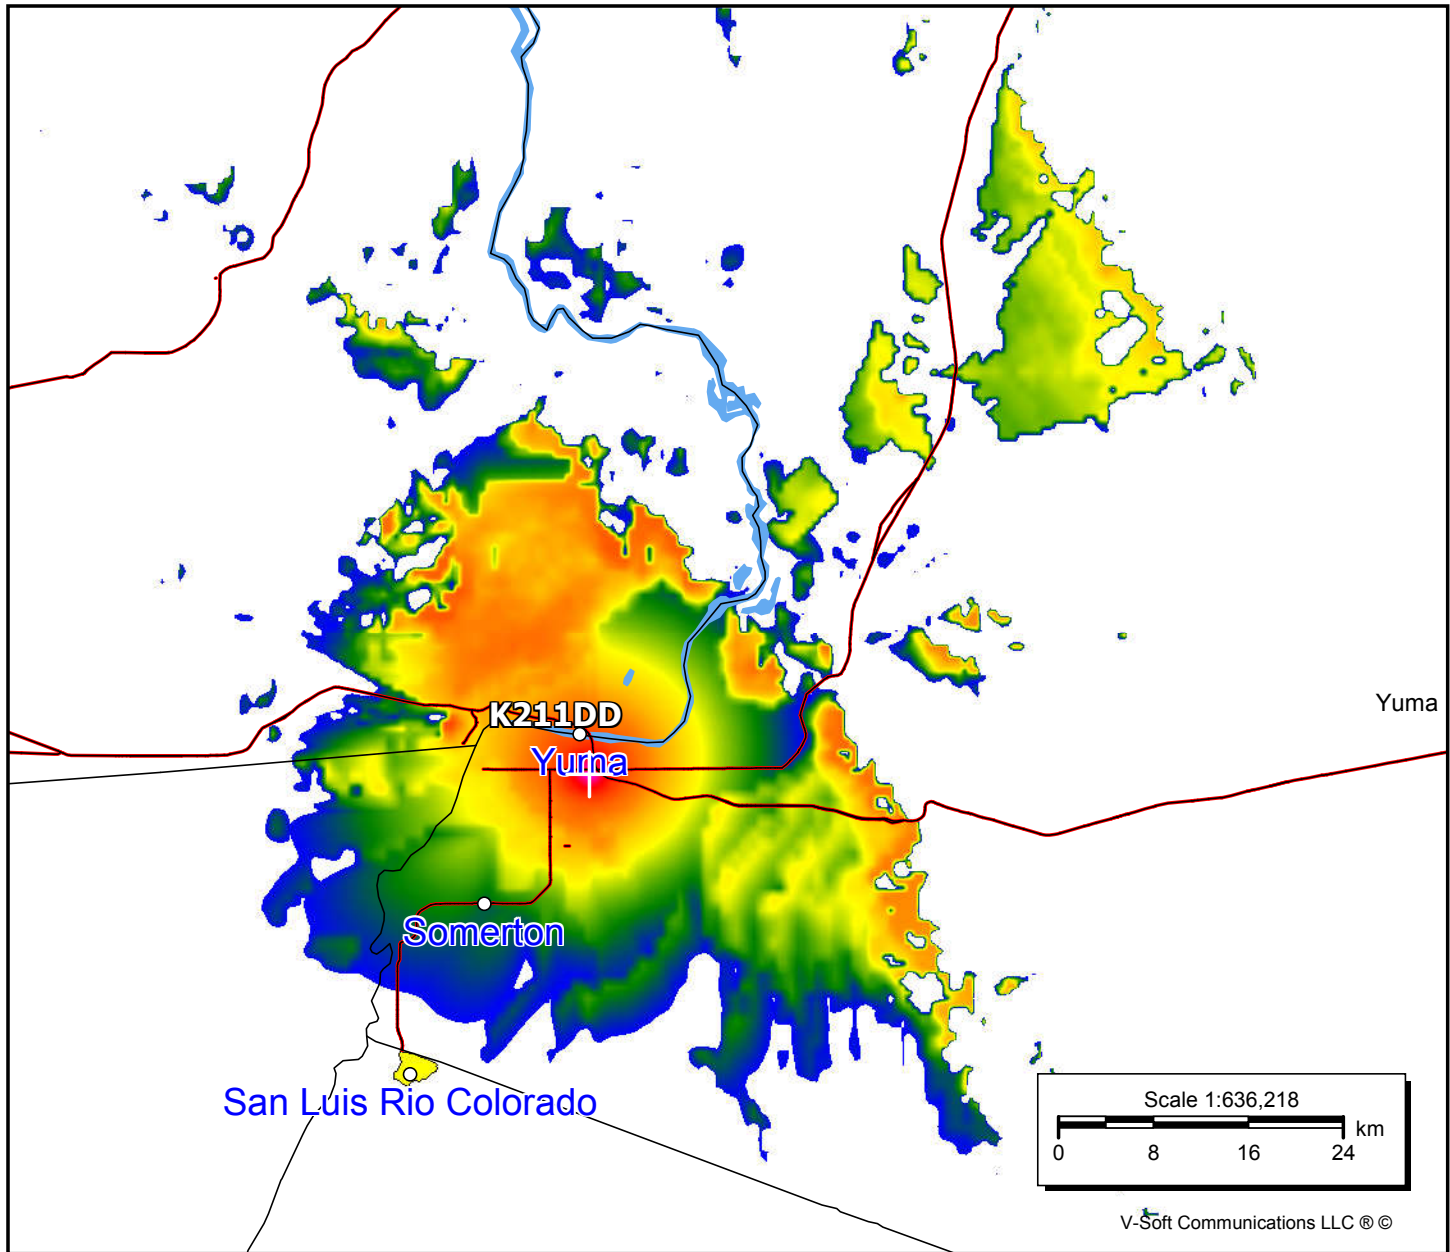 Yuma
K211DD
Yuma
Somerton
San Luis Rio Colorado
Scale 1:636,218
km
0 8 16 24
V-Soft Communications LLC ® ©